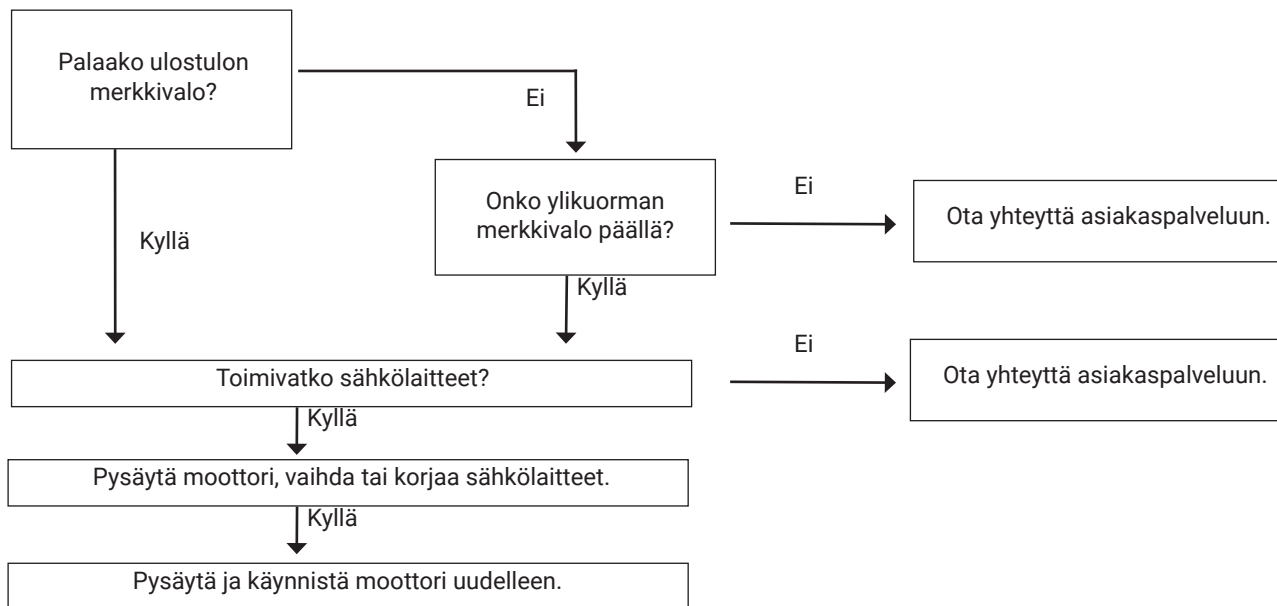 Palaako ulostulon
merkkivalo?
Ei
Onko ylikuorman
merkkivalo päällä?
Ei
Ota yhteyttä asiakaspalveluun.
Kyllä
Kyllä
Toimivatko sähkölaitteet?
Ei
Ota yhteyttä asiakaspalveluun.
Kyllä
Pysäytä moottori, vaihda tai korjaa sähkölaitteet.
Kyllä
Pysäytä ja käynnistä moottori uudelleen.